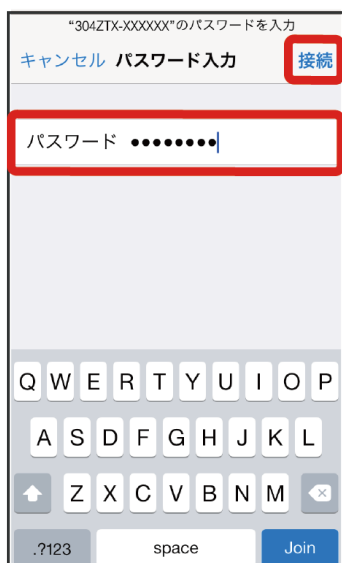 “304ZTX-XXXXXX”のパスワードを入力
キャンセル パスワード入力 接続
パスワード ●●●●●●●●
Q W E R T Y U I O P
A S D F G H J K L
Z X C V B N M
.?123 space Join